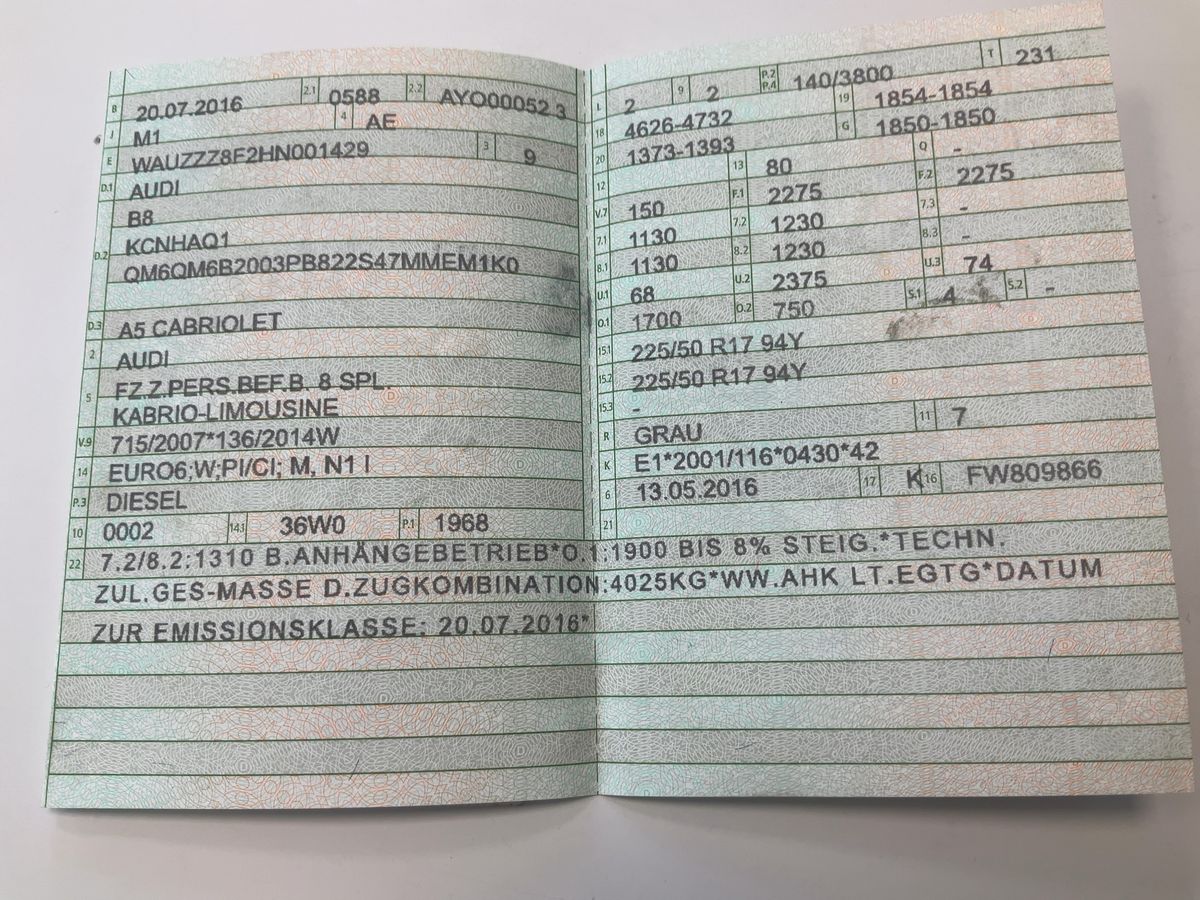 B 20.07.2016 2.1 0588 2.2 AYO00052 3
J M1 4 AE
E WAUZZZ8F2HN001429 3 9
D.1 AUDI
B8
D.2 KCNHAQ1
QM6QM6B2003PB822S47MMEM1K0
D.3 A5 CABRIOLET
2 AUDI
5 FZ.Z.PERS.BEF.B. 8 SPL.
KABRIO-LIMOUSINE
V.9 715/2007*136/2014W
14 EURO6;W;PI/CI; M, N1 I
P.3 DIESEL
10 0002 14.1 36W0 P.1 1968
L 2 9 2 P.2 P.4 140/3800 T 231
18 4626-4732 19 1854-1854
20 1373-1393 G 1850-1850
12 13 80 Q -
V.7 150 F.1 2275 F.2 2275
7.1 1130 7.2 1230 7.3 -
8.1 1130 8.2 1230 8.3 -
U.1 68 U.2 2375 U.3 74
O.1 1700 O.2 750 S.1 4 S.2 -
15.1 225/50 R17 94Y
15.2 225/50 R17 94Y
15.3 -
R GRAU 11 7
K E1*2001/116*0430*42
6 13.05.2016 17 K 16 FW809866
21
22 7.2/8.2:1310 B.ANHÄNGEBETRIEB*O.1:1900 BIS 8% STEIG.*TECHN.
ZUL.GES-MASSE D.ZUGKOMBINATION:4025KG*WW.AHK LT.EGTG*DATUM
ZUR EMISSIONSKLASSE: 20.07.2016*